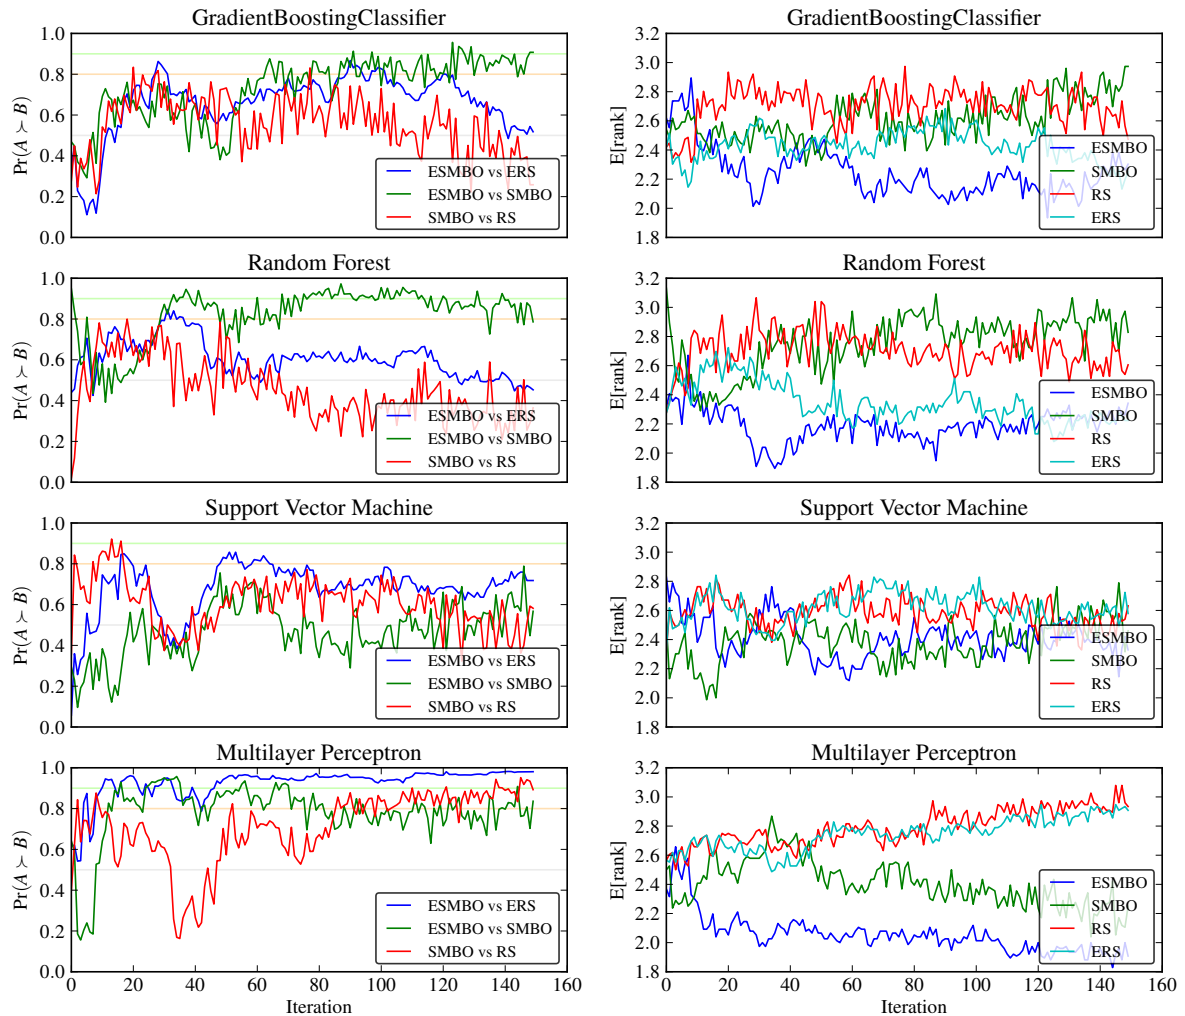 GradientBoostingClassifier
1.0
0.8
0.6
0.4
0.2
0.0
Pr(A ≻ B)
ESMBO vs ERS
ESMBO vs SMBO
SMBO vs RS
GradientBoostingClassifier
3.2
3.0
2.8
2.6
2.4
2.2
2.0
1.8
E[rank]
ESMBO
SMBO
RS
ERS
Random Forest
1.0
0.8
0.6
0.4
0.2
0.0
Pr(A ≻ B)
ESMBO vs ERS
ESMBO vs SMBO
SMBO vs RS
Random Forest
3.2
3.0
2.8
2.6
2.4
2.2
2.0
1.8
E[rank]
ESMBO
SMBO
RS
ERS
Support Vector Machine
1.0
0.8
0.6
0.4
0.2
0.0
Pr(A ≻ B)
ESMBO vs ERS
ESMBO vs SMBO
SMBO vs RS
Support Vector Machine
3.2
3.0
2.8
2.6
2.4
2.2
2.0
1.8
E[rank]
ESMBO
SMBO
RS
ERS
Multilayer Perceptron
1.0
0.8
0.6
0.4
0.2
0.0
Pr(A ≻ B)
ESMBO vs ERS
ESMBO vs SMBO
SMBO vs RS
0 20 40 60 80 100 120 140 160
Iteration
Multilayer Perceptron
3.2
3.0
2.8
2.6
2.4
2.2
2.0
1.8
E[rank]
ESMBO
SMBO
RS
ERS
0 20 40 60 80 100 120 140 160
Iteration